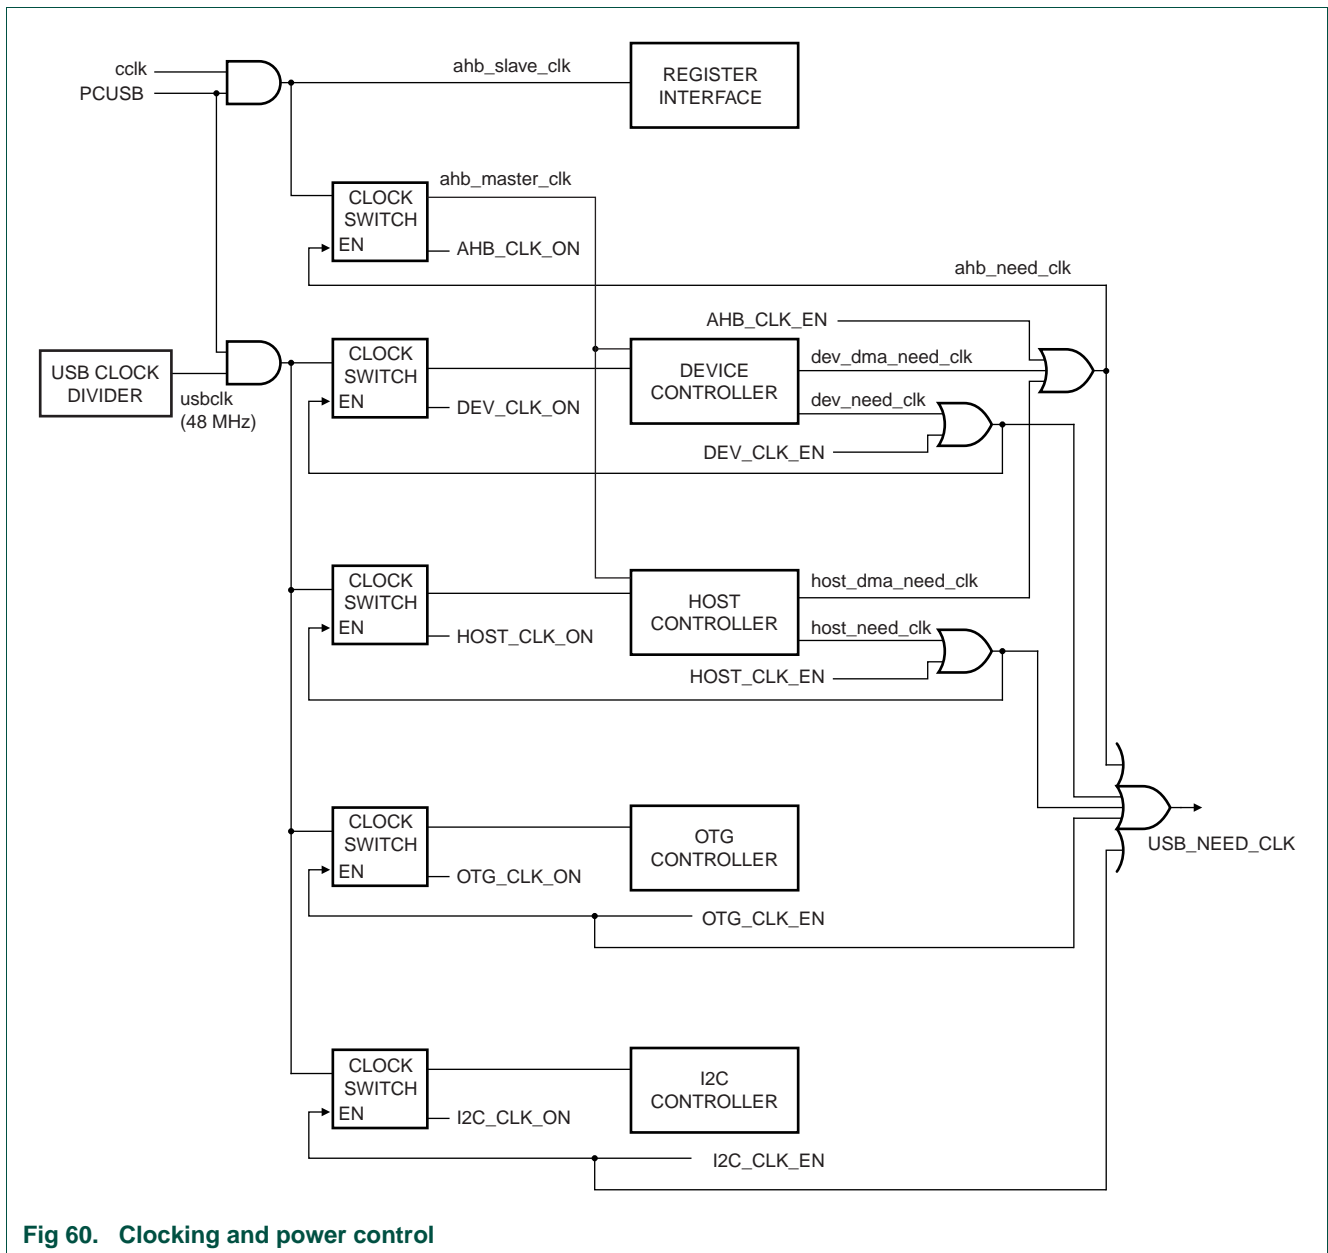 cclk
PCUSB
ahb_slave_clk
REGISTER
INTERFACE
CLOCK
SWITCH
EN
ahb_master_clk
AHB_CLK_ON
ahb_need_clk
AHB_CLK_EN
USB CLOCK
DIVIDER
usbclk
(48 MHz)
CLOCK
SWITCH
EN
DEV_CLK_ON
DEVICE
CONTROLLER
dev_dma_need_clk
dev_need_clk
DEV_CLK_EN
CLOCK
SWITCH
EN
HOST_CLK_ON
HOST
CONTROLLER
host_dma_need_clk
host_need_clk
HOST_CLK_EN
CLOCK
SWITCH
EN
OTG_CLK_ON
OTG
CONTROLLER
USB_NEED_CLK
OTG_CLK_EN
CLOCK
SWITCH
EN
I2C_CLK_ON
I2C
CONTROLLER
I2C_CLK_EN
Fig 60. Clocking and power control